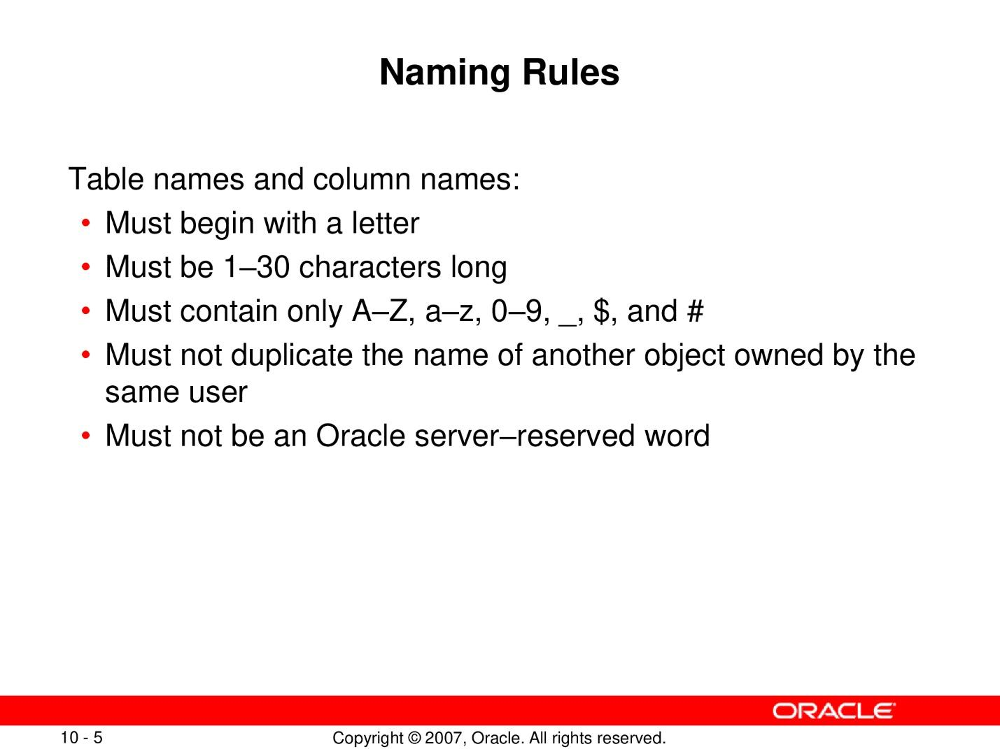 Naming Rules
Table names and column names:
• Must begin with a letter
• Must be 1–30 characters long
• Must contain only A–Z, a–z, 0–9, _, $, and #
• Must not duplicate the name of another object owned by the
same user
• Must not be an Oracle server–reserved word
ORACLE
10 - 5
Copyright © 2007, Oracle. All rights reserved.